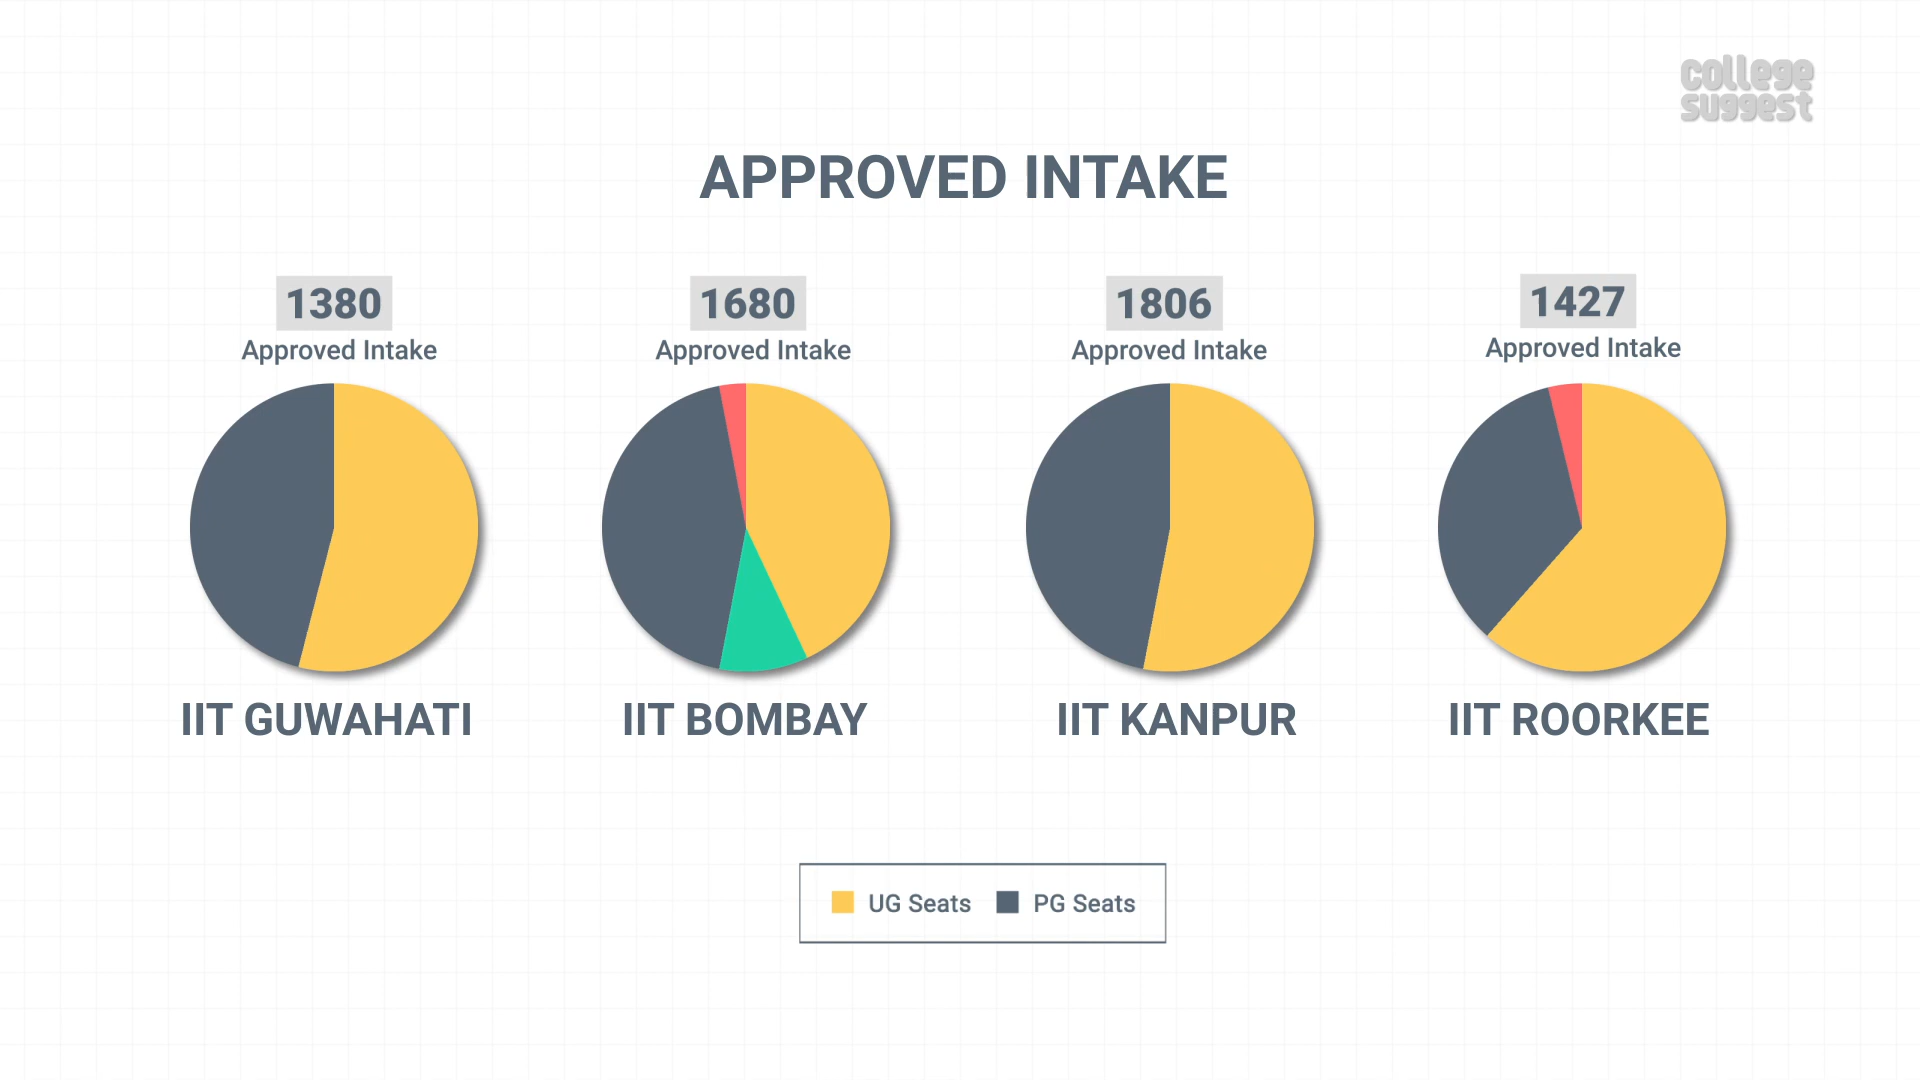 college
suggest
APPROVED INTAKE
1380
Approved Intake
1680
Approved Intake
1806
Approved Intake
1427
Approved Intake
IIT GUWAHATI
IIT BOMBAY
IIT KANPUR
IIT ROORKEE
UG Seats
PG Seats